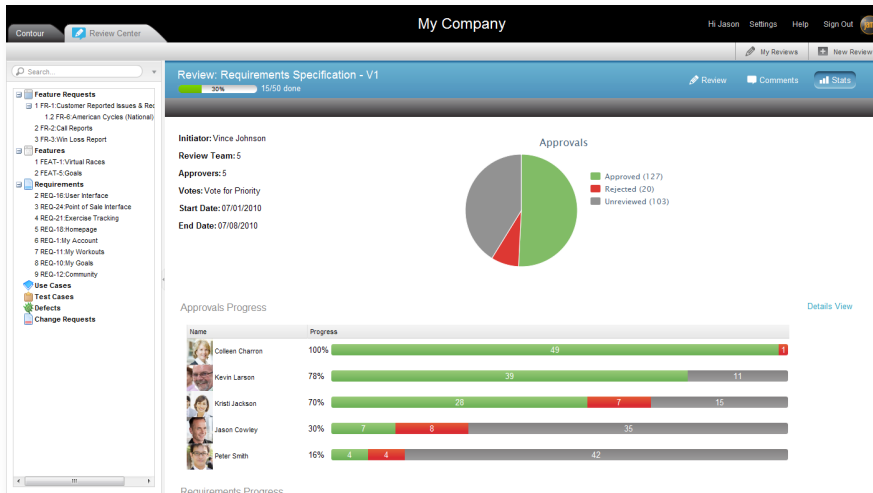 My Company
Contour
Review Center
Hi Jason Settings Help Sign Out
My Reviews New Review
Search...
Feature Requests
1 FR-1:Customer Reported Issues & Rec
1.2 FR-6:American Cycles (National)
2 FR-2:Call Reports
3 FR-3:Win Loss Report
Features
1 FEAT-1:Virtual Races
2 FEAT-5:Goals
Requirements
2 REQ-16:User Interface
3 REQ-24:Point of Sale Interface
4 REQ-21:Exercise Tracking
5 REQ-18:Homepage
6 REQ-1:My Account
7 REQ-11:My Workouts
8 REQ-10:My Goals
9 REQ-12:Community
Use Cases
Test Cases
Defects
Change Requests
Review: Requirements Specification - V1
30% 15/50 done
Review Comments Stats
Initiator: Vince Johnson
Review Team: 5
Approvers: 5
Votes: Vote for Priority
Start Date: 07/01/2010
End Date: 07/08/2010
Approvals
Approved (127)
Rejected (20)
Unreviewed (103)
Approvals Progress
Details View
Name Progress
Colleen Charron 100% 49 1
Kevin Larson 78% 39 11
Kristi Jackson 70% 28 7 15
Jason Cowley 30% 7 8 35
Peter Smith 16% 4 4 42
Requirements Progress